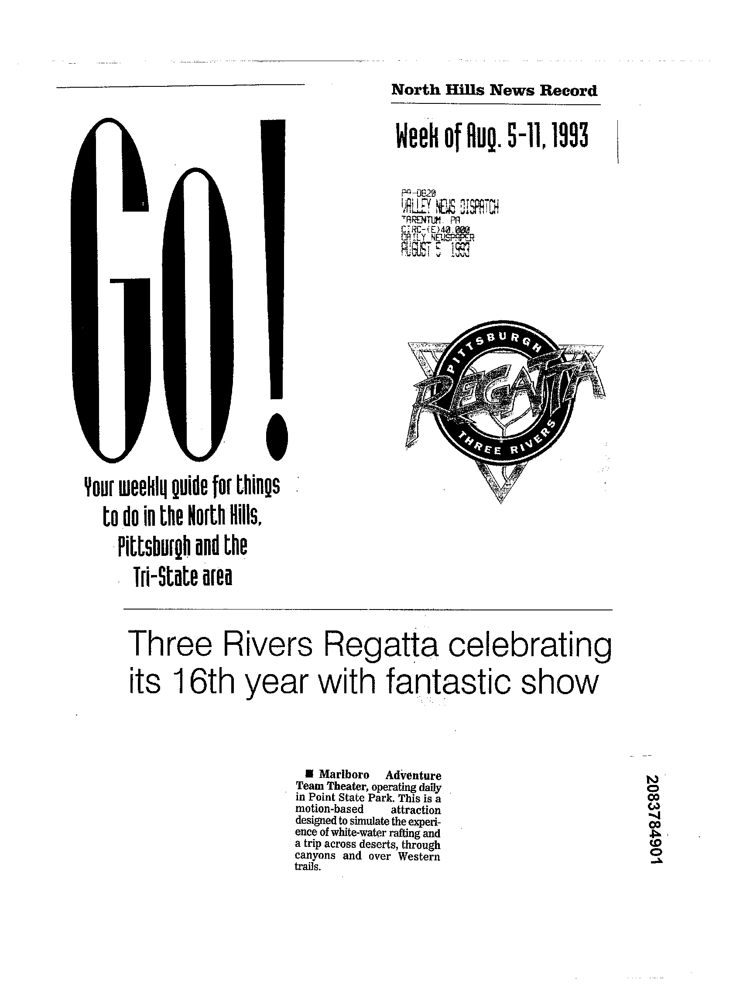 North Hills News Record
Go!
Week of Aug. 5-11, 1993
PA-D820
VALLEY NEWS DISPATCH
TARENTUM. PA
CIRC-(E)40,000
DAILY NEWSPAPER
AUGUST 5 1993
PITTSBURGH
REGATTA
THREE RIVERS
Your weekly guide for things
to do in the North Hills,
Pittsburgh and the
Tri-State area
Three Rivers Regatta celebrating
its 16th year with fantastic show
■ Marlboro Adventure
Team Theater, operating daily
in Point State Park. This is a
motion-based attraction
designed to simulate the experi-
ence of white-water rafting and
a trip across deserts, through
canyons and over Western
trails.
2083784901